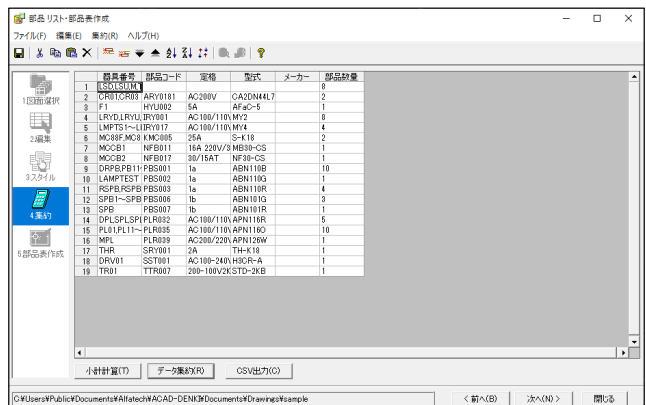 部品リスト・部品表作成
ファイル(F) 編集(E) 集約(R) ヘルプ(H)
器具番号 部品コード 定格 型式 メーカー 部品数量
1 LSD,LSU,M,1 8
2 CR01,CR03 ARY0181 AC200V CA2DN44L7 2
3 F1 HYU002 5A AFaC-5 1
4 LRYD,LRYU, IRY001 AC100/110\ MY2 8
5 LMPTS1~L IRY017 AC100/110\ MY4 4
6 MC88F,MC8 KMC005 25A S-K18 2
7 MCCB1 NFB011 16A 220V/3 MB30-CS 1
8 MCCB2 NFB017 30/15AT NF30-CS 1
9 DRPB,PB11 PBS001 1a ABN110B 10
10 LAMPTEST PBS002 1a ABN110G 1
11 RSPB,RSPB PBS003 1a ABN110R 4
12 SPB1~SPB PBS006 1b ABN101G 3
13 SPB PBS007 1b ABN101R 1
14 DPL,SPL,SPI PLR032 AC100/110\ APN116R 5
15 PL01,PL11~ PLR035 AC100/110\ APN116O 10
16 MPL PLR039 AC200/220\ APN126W 1
17 THR SRY001 2A TH-K18 1
18 DRV01 SST001 AC100-240\ H3CR-A 1
19 TR01 TTR007 200-100V2K STD-2KB 1
1.図面選択
2.編集
3.スタイル
4.集約
5.部品表作成
小計計算(T) データ集約(R) CSV出力(C)
C:¥Users¥Public¥Documents¥Alfatech¥ACAD-DENKI¥Documents¥Drawings¥sample
< 前へ(B) 次へ(N) > 閉じる